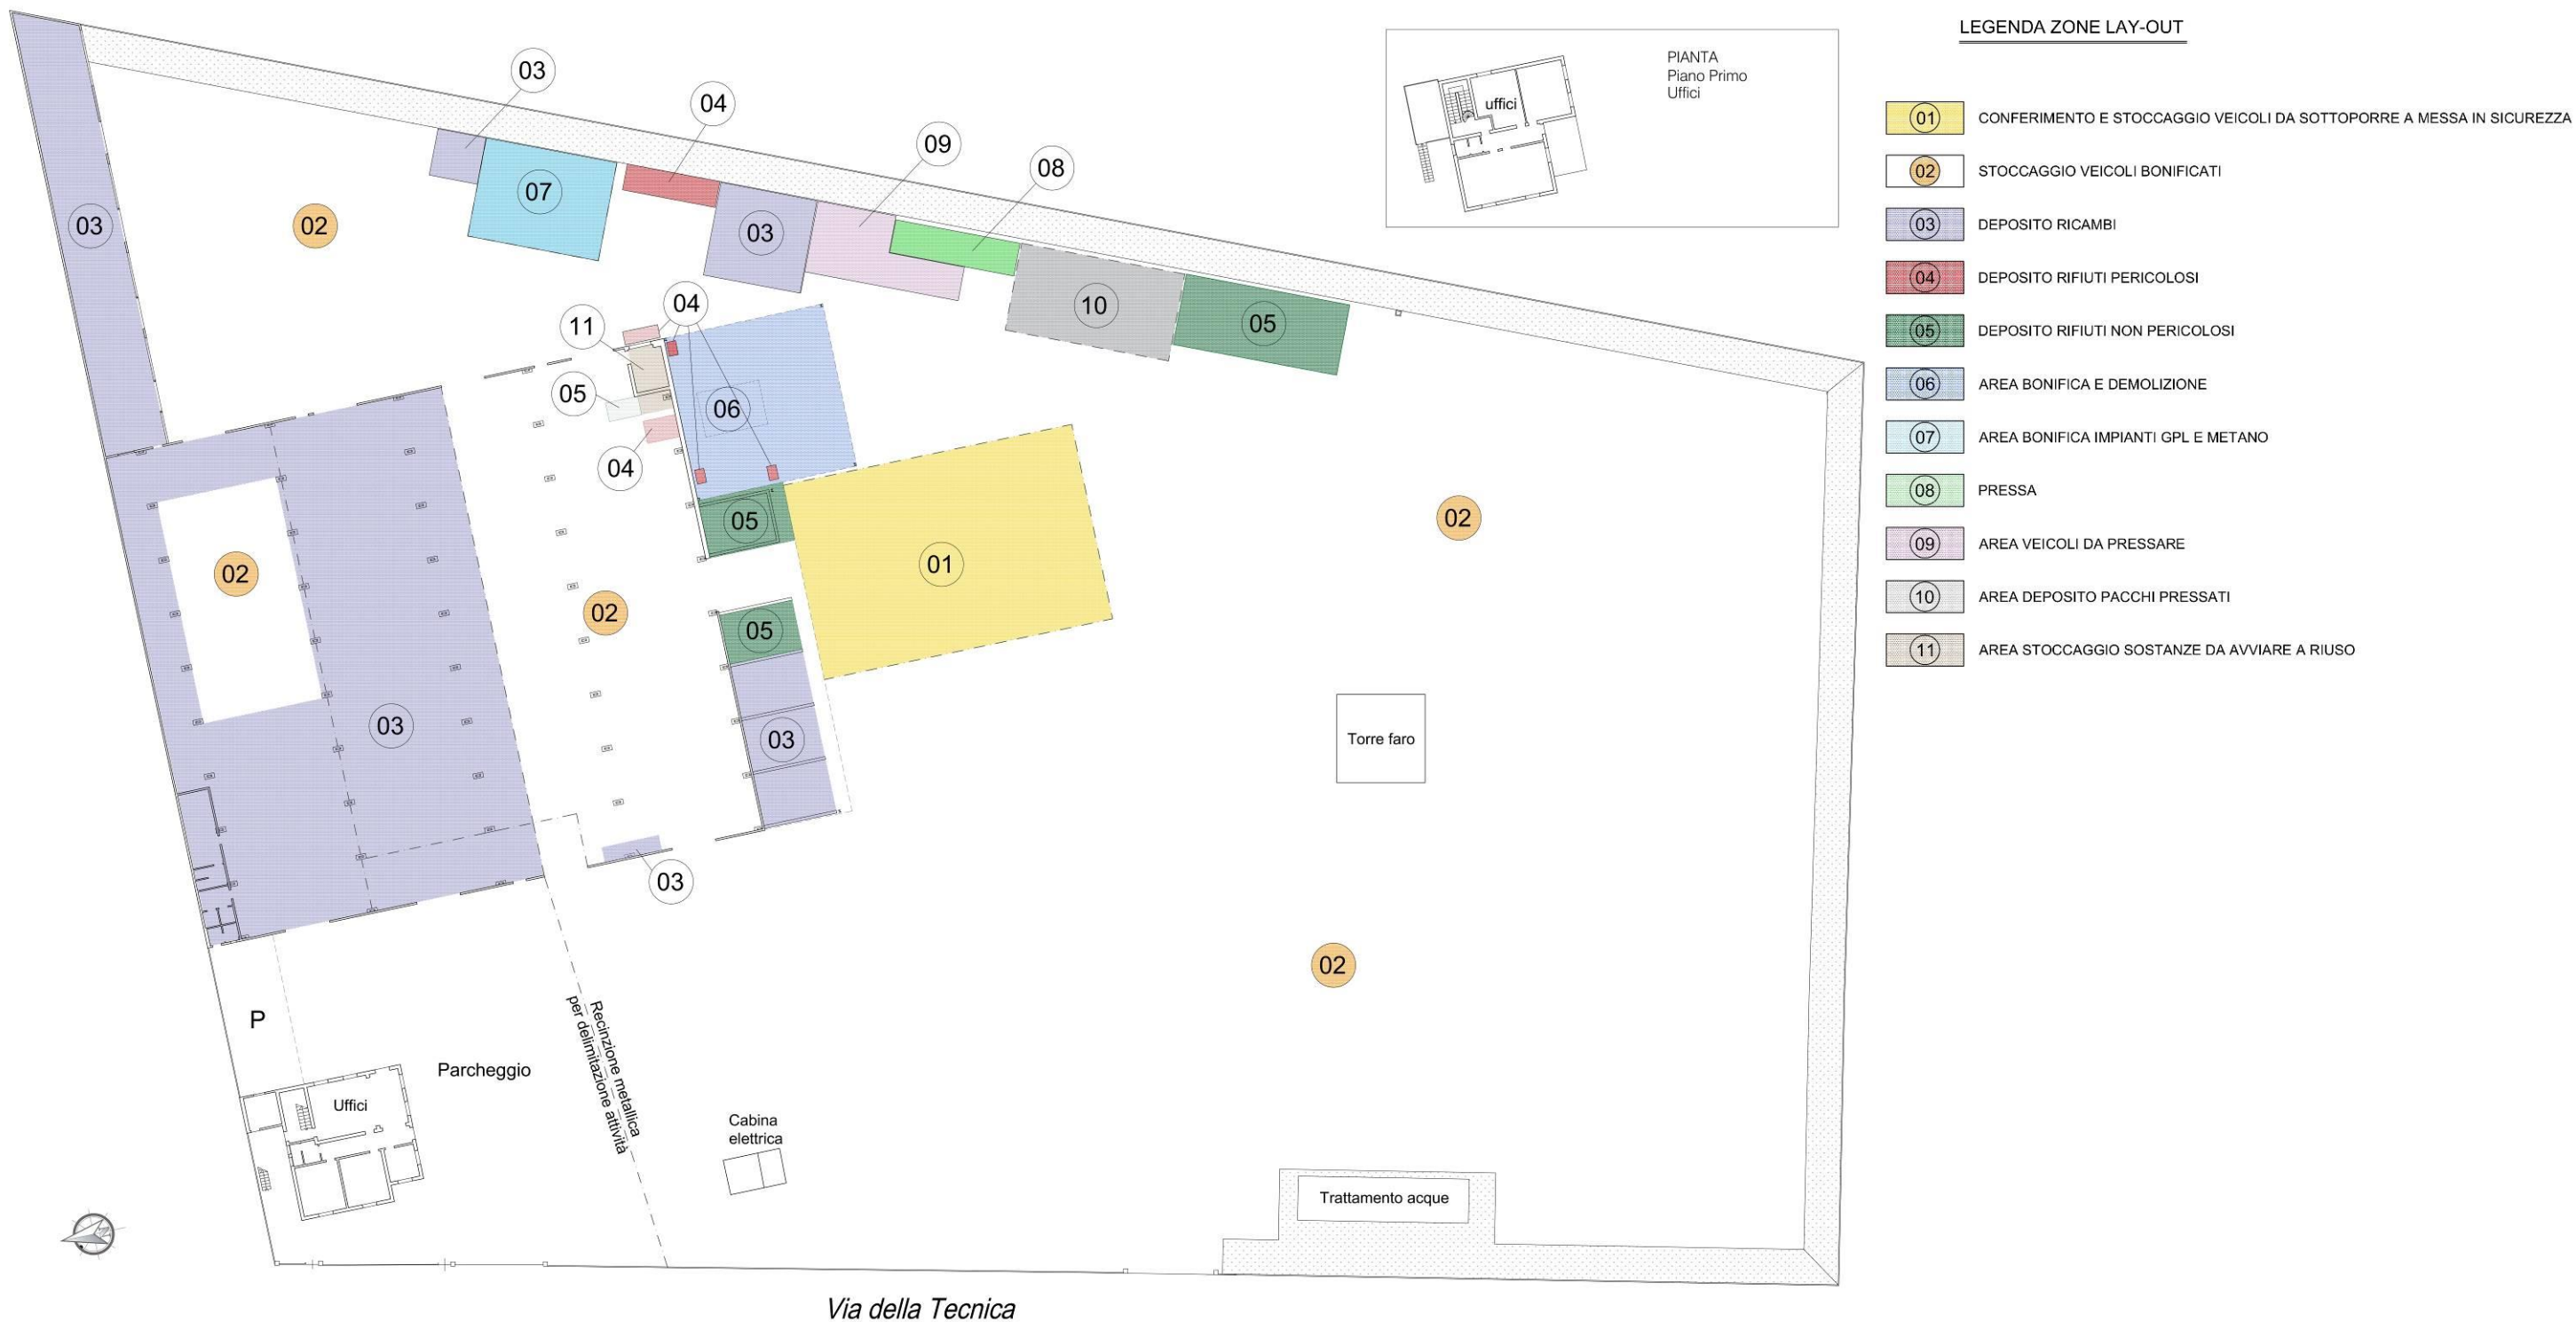 LEGENDA ZONE LAY-OUT
01 CONFERIMENTO E STOCCAGGIO VEICOLI DA SOTTOPORRE A MESSA IN SICUREZZA
02 STOCCAGGIO VEICOLI BONIFICATI
03 DEPOSITO RICAMBI
04 DEPOSITO RIFIUTI PERICOLOSI
05 DEPOSITO RIFIUTI NON PERICOLOSI
06 AREA BONIFICA E DEMOLIZIONE
07 AREA BONIFICA IMPIANTI GPL E METANO
08 PRESSA
09 AREA VEICOLI DA PRESSARE
10 AREA DEPOSITO PACCHI PRESSATI
11 AREA STOCCAGGIO SOSTANZE DA AVVIARE A RIUSO
PIANTA
Piano Primo
Uffici
uffici
03
04
09
08
07
03
02
03
10
05
04
11
05
06
04
05
01
02
02
02
05
03
03
03
Torre faro
02
P
Parcheggio
Uffici
Recinzione metallica
per delimitazione attività
Cabina
elettrica
Trattamento acque
Via della Tecnica